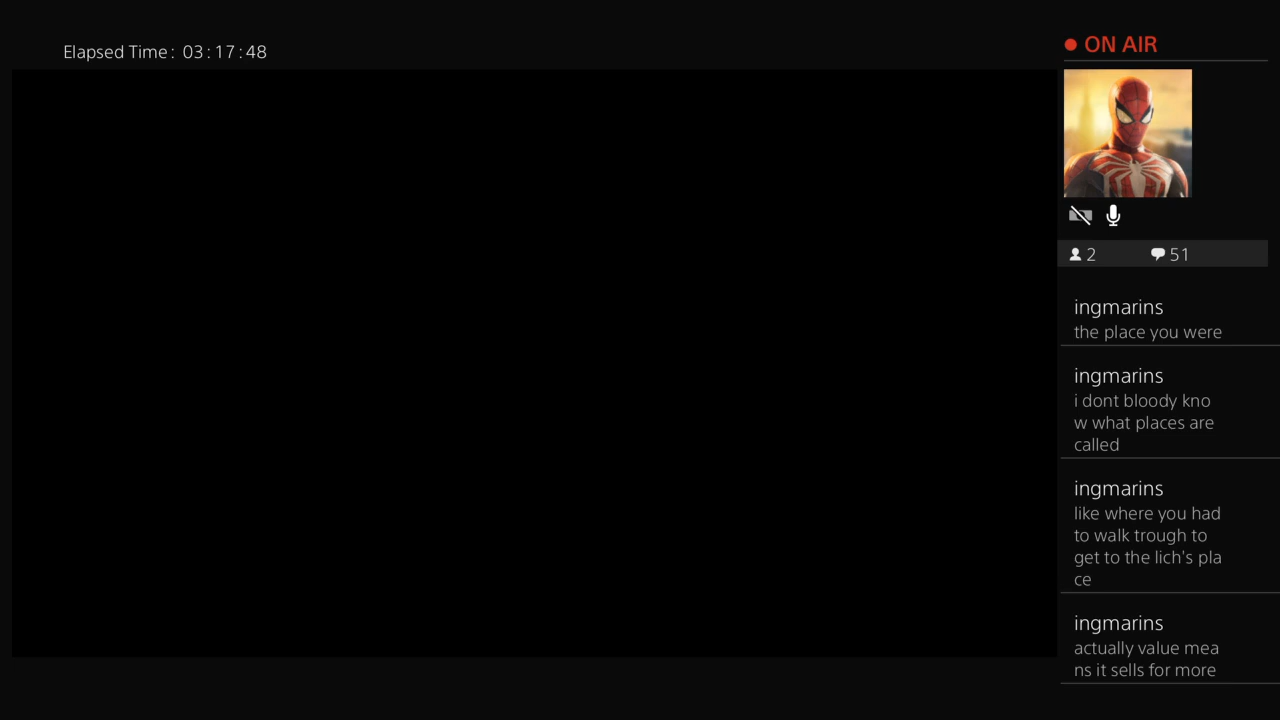 Elapsed Time: 03:17:48
ON AIR
2
51
ingmarins
the place you were
ingmarins
i dont bloody kno
w what places are
called
ingmarins
like where you had
to walk trough to
get to the lich's pla
ce
ingmarins
actually value mea
ns it sells for more